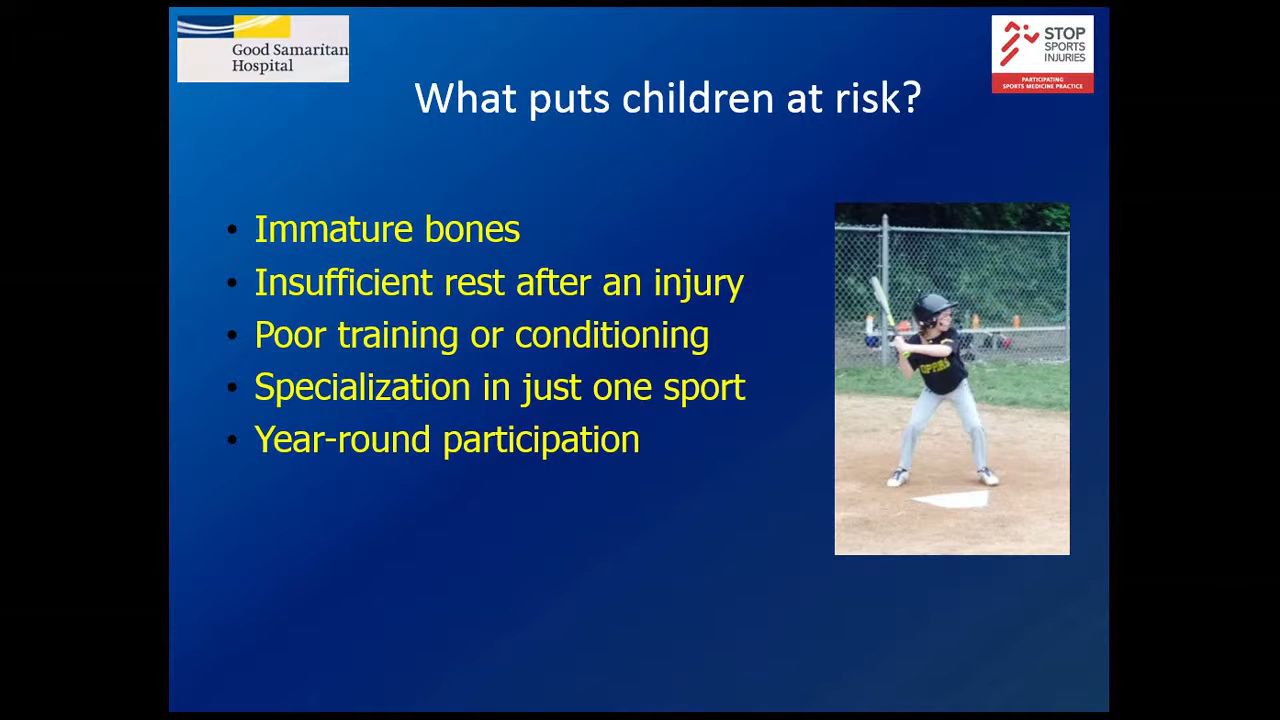 Good Samaritan
Hospital
STOP
SPORTS
INJURIES
PARTICIPATING
SPORTS MEDICINE PRACTICE
What puts children at risk?
• Immature bones
• Insufficient rest after an injury
• Poor training or conditioning
• Specialization in just one sport
• Year-round participation